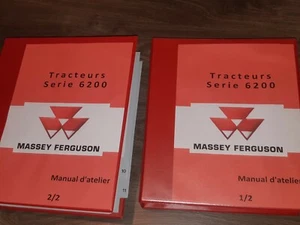 Tracteurs
Serie 6200
MASSEY FERGUSON
Manual d'atelier
2/2
Tracteurs
Serie 6200
MASSEY FERGUSON
Manual d'atelier
1/2